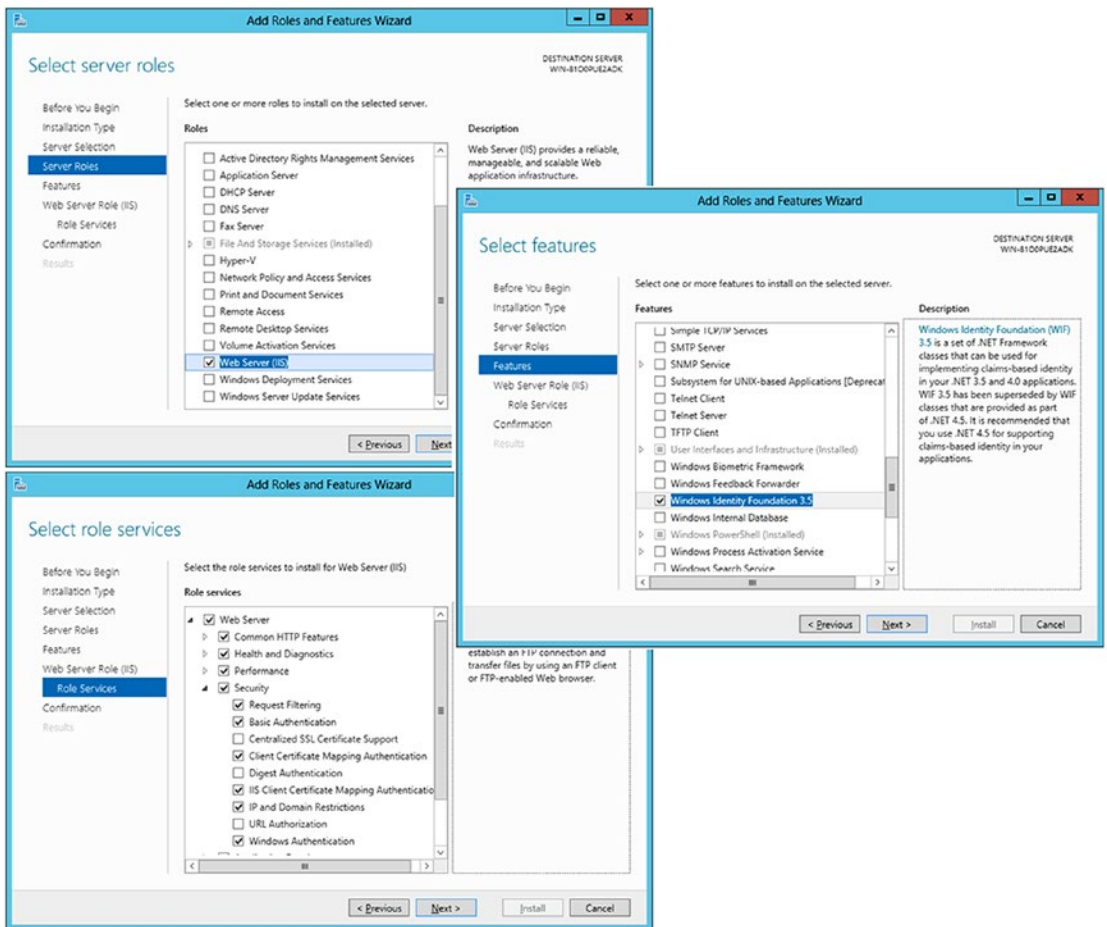 Add Roles and Features Wizard
Select server roles
DESTINATION SERVER
WIN-81O0PUE2ADK
Before You Begin
Installation Type
Server Selection
Server Roles
Features
Web Server Role (IIS)
Role Services
Confirmation
Results
Select one or more roles to install on the selected server.
Roles
Active Directory Rights Management Services
Application Server
DHCP Server
DNS Server
Fax Server
File And Storage Services (Installed)
Hyper-V
Network Policy and Access Services
Print and Document Services
Remote Access
Remote Desktop Services
Volume Activation Services
Web Server (IIS)
Windows Deployment Services
Windows Server Update Services
Description
Web Server (IIS) provides a reliable,
manageable, and scalable Web
application infrastructure.
< Previous
Next
Add Roles and Features Wizard
Select features
DESTINATION SERVER
WIN-81O0PUE2ADK
Before You Begin
Installation Type
Server Selection
Server Roles
Features
Web Server Role (IIS)
Role Services
Confirmation
Results
Select one or more features to install on the selected server.
Features
Simple TCP/IP Services
SMTP Server
SNMP Service
Subsystem for UNIX-based Applications [Deprecat
Telnet Client
Telnet Server
TFTP Client
User Interfaces and Infrastructure (Installed)
Windows Biometric Framework
Windows Feedback Forwarder
Windows Identity Foundation 3.5
Windows Internal Database
Windows PowerShell (Installed)
Windows Process Activation Service
Windows Search Service
Description
Windows Identity Foundation (WIF)
3.5 is a set of .NET Framework
classes that can be used for
implementing claims-based identity
in your .NET 3.5 and 4.0 applications.
WIF 3.5 has been superseded by WIF
classes that are provided as part
of .NET 4.5. It is recommended that
you use .NET 4.5 for supporting
claims-based identity in your
applications.
< Previous
Next >
Install
Cancel
Add Roles and Features Wizard
Select role services
Before You Begin
Installation Type
Server Selection
Server Roles
Features
Web Server Role (IIS)
Role Services
Confirmation
Results
Select the role services to install for Web Server (IIS)
Role services
Web Server
Common HTTP Features
Health and Diagnostics
Performance
Security
Request Filtering
Basic Authentication
Centralized SSL Certificate Support
Client Certificate Mapping Authentication
Digest Authentication
IIS Client Certificate Mapping Authenticatio
IP and Domain Restrictions
URL Authorization
Windows Authentication
establish an FTP connection and
transfer files by using an FTP client
or FTP-enabled Web browser.
< Previous
Next >
Install
Cancel